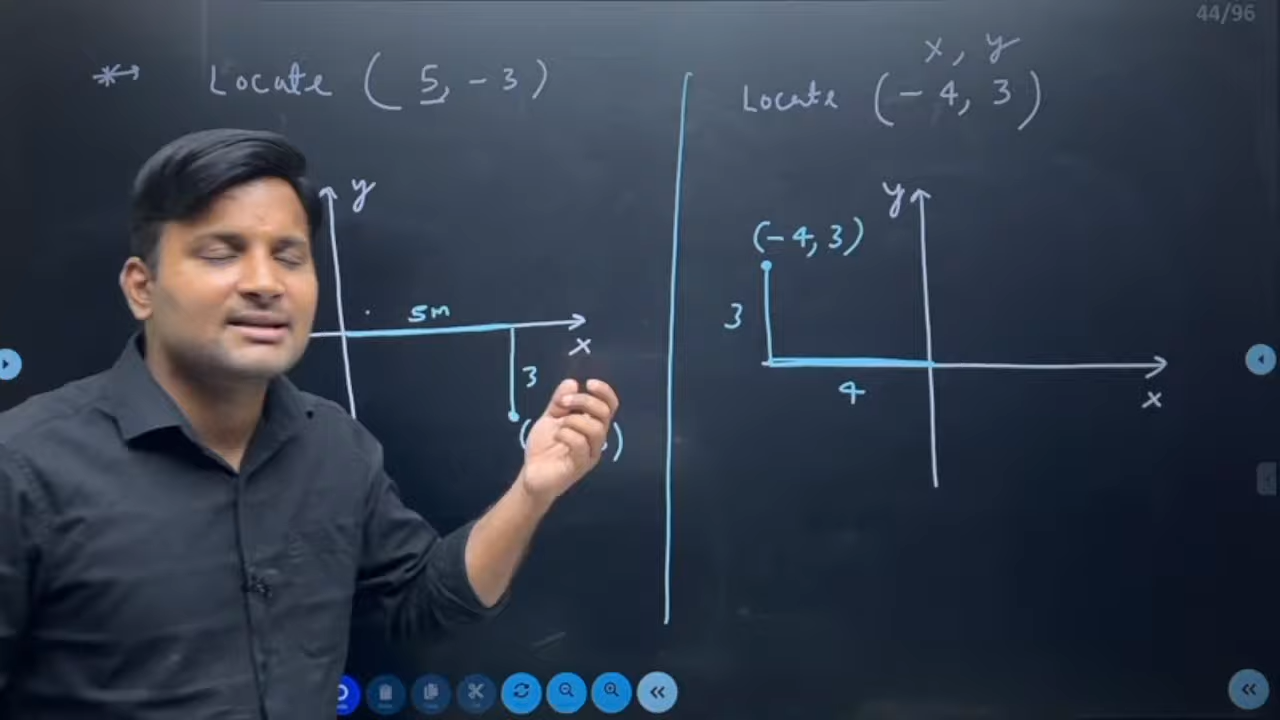 44/96
Locate ( 5, - 3 )
x, y
Locate ( - 4, 3 )
y
5m
x
3
y
( - 4, 3 )
3
4
x